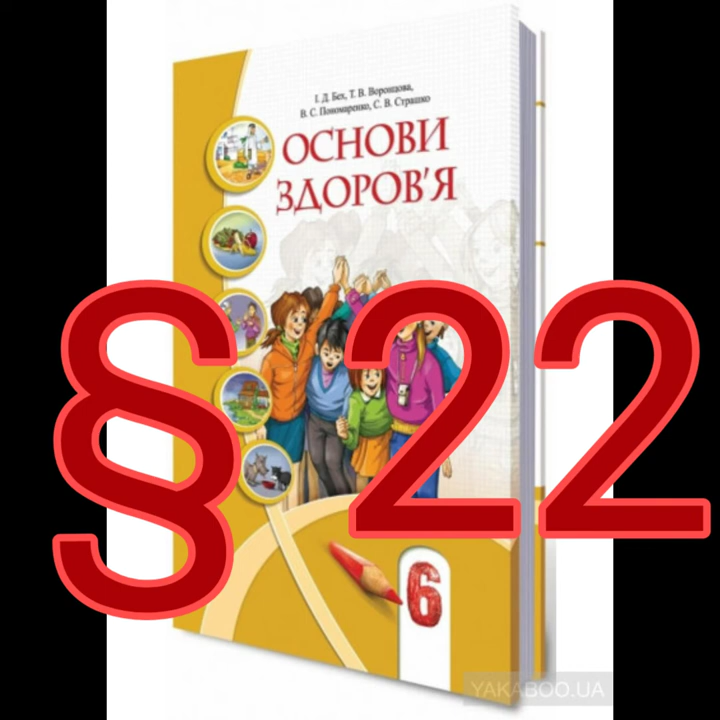 І. Д. Бех, Т. В. Воронцова,
В. С. Пономаренко, С. В. Страшко
ОСНОВИ
ЗДОРОВ'Я
§ 22
6
YAKABOO.UA